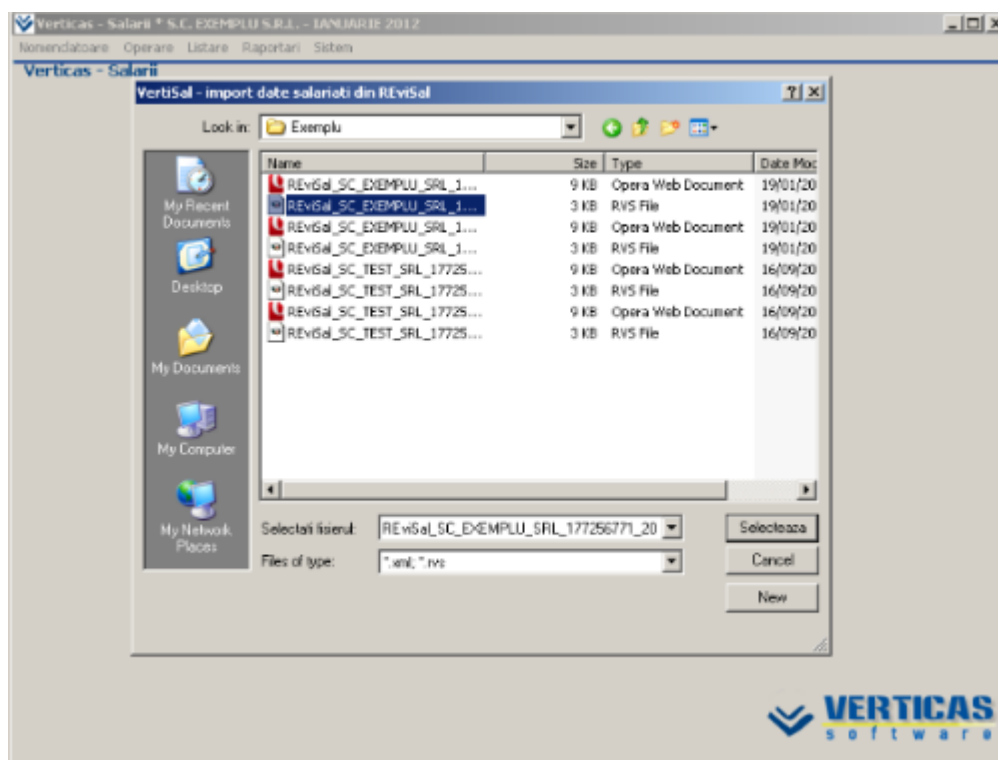 Verticas - Salarii * S.C. EXEMPLU S.R.L. - IANUARIE 2012
Nomenclatoare Operare Listare Raportari Sistem
Verticas - Salarii
VertiSal - import date salariati din REviSal
Look in: Exemplu
Name Size Type Date Moc
REviSal_SC_EXEMPLU_SRL_1.... 9 KB Opera Web Document 19/01/20
REviSal_SC_EXEMPLU_SRL_1.... 3 KB RVS File 19/01/20
REviSal_SC_EXEMPLU_SRL_1.... 9 KB Opera Web Document 19/01/20
REviSal_SC_EXEMPLU_SRL_1.... 3 KB RVS File 19/01/20
REviSal_SC_TEST_SRL_17725.... 9 KB Opera Web Document 16/09/20
REviSal_SC_TEST_SRL_17725.... 3 KB RVS File 16/09/20
REviSal_SC_TEST_SRL_17725.... 9 KB Opera Web Document 16/09/20
REviSal_SC_TEST_SRL_17725.... 3 KB RVS File 16/09/20
My Recent
Documents
Desktop
My Documents
My Computer
My Network
Places
Selectati fisierul: REviSal_SC_EXEMPLU_SRL_177256771_20 Selecteaza
Files of type: *.xml; *.rvs Cancel
New
VERTICAS
software